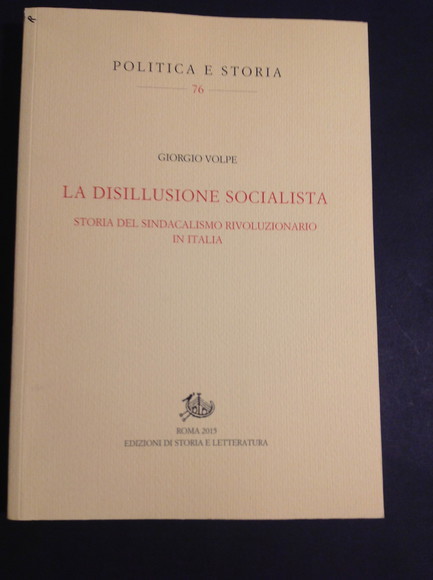 POLITICA E STORIA
76
GIORGIO VOLPE
LA DISILLUSIONE SOCIALISTA
STORIA DEL SINDACALISMO RIVOLUZIONARIO
IN ITALIA
ROMA 2015
EDIZIONI DI STORIA E LETTERATURA